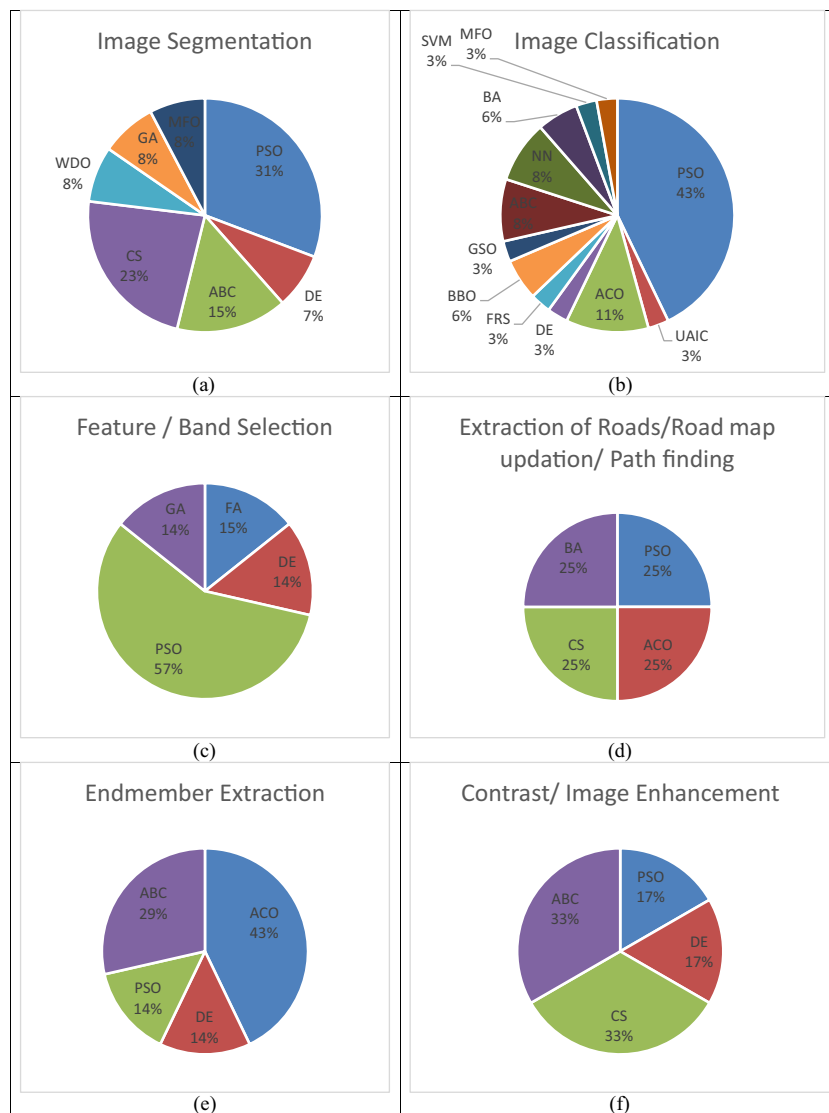 Image Segmentation
PSO
31%
DE
7%
ABC
15%
CS
23%
WDO
8%
GA
8%
MFO
8%
(a)
Image Classification
PSO
43%
UAIC
3%
ACO
11%
DE
3%
FRS
3%
BBO
6%
GSO
3%
NN
8%
BA
6%
SVM
3%
MFO
3%
(b)
Feature / Band Selection
FA
15%
DE
14%
PSO
57%
GA
14%
(c)
Extraction of Roads/Road map
updation/ Path finding
PSO
25%
ACO
25%
CS
25%
BA
25%
(d)
Endmember Extraction
ACO
43%
DE
14%
PSO
14%
ABC
29%
(e)
Contrast/ Image Enhancement
PSO
17%
DE
17%
CS
33%
ABC
33%
(f)